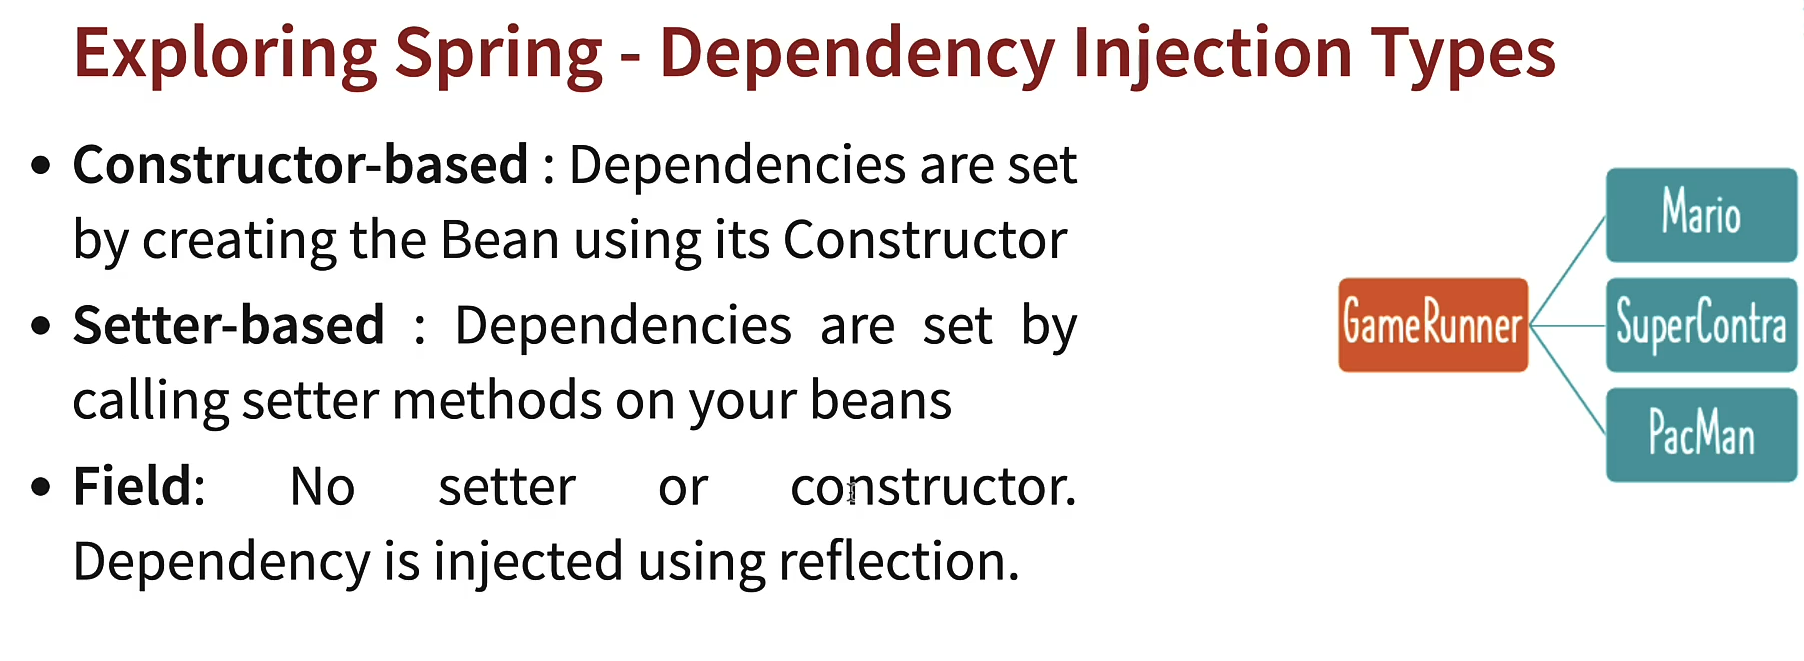 Exploring Spring - Dependency Injection Types
• Constructor-based : Dependencies are set
by creating the Bean using its Constructor
• Setter-based : Dependencies are set by
calling setter methods on your beans
• Field: No setter or constructor.
Dependency is injected using reflection.
GameRunner
Mario
SuperContra
PacMan